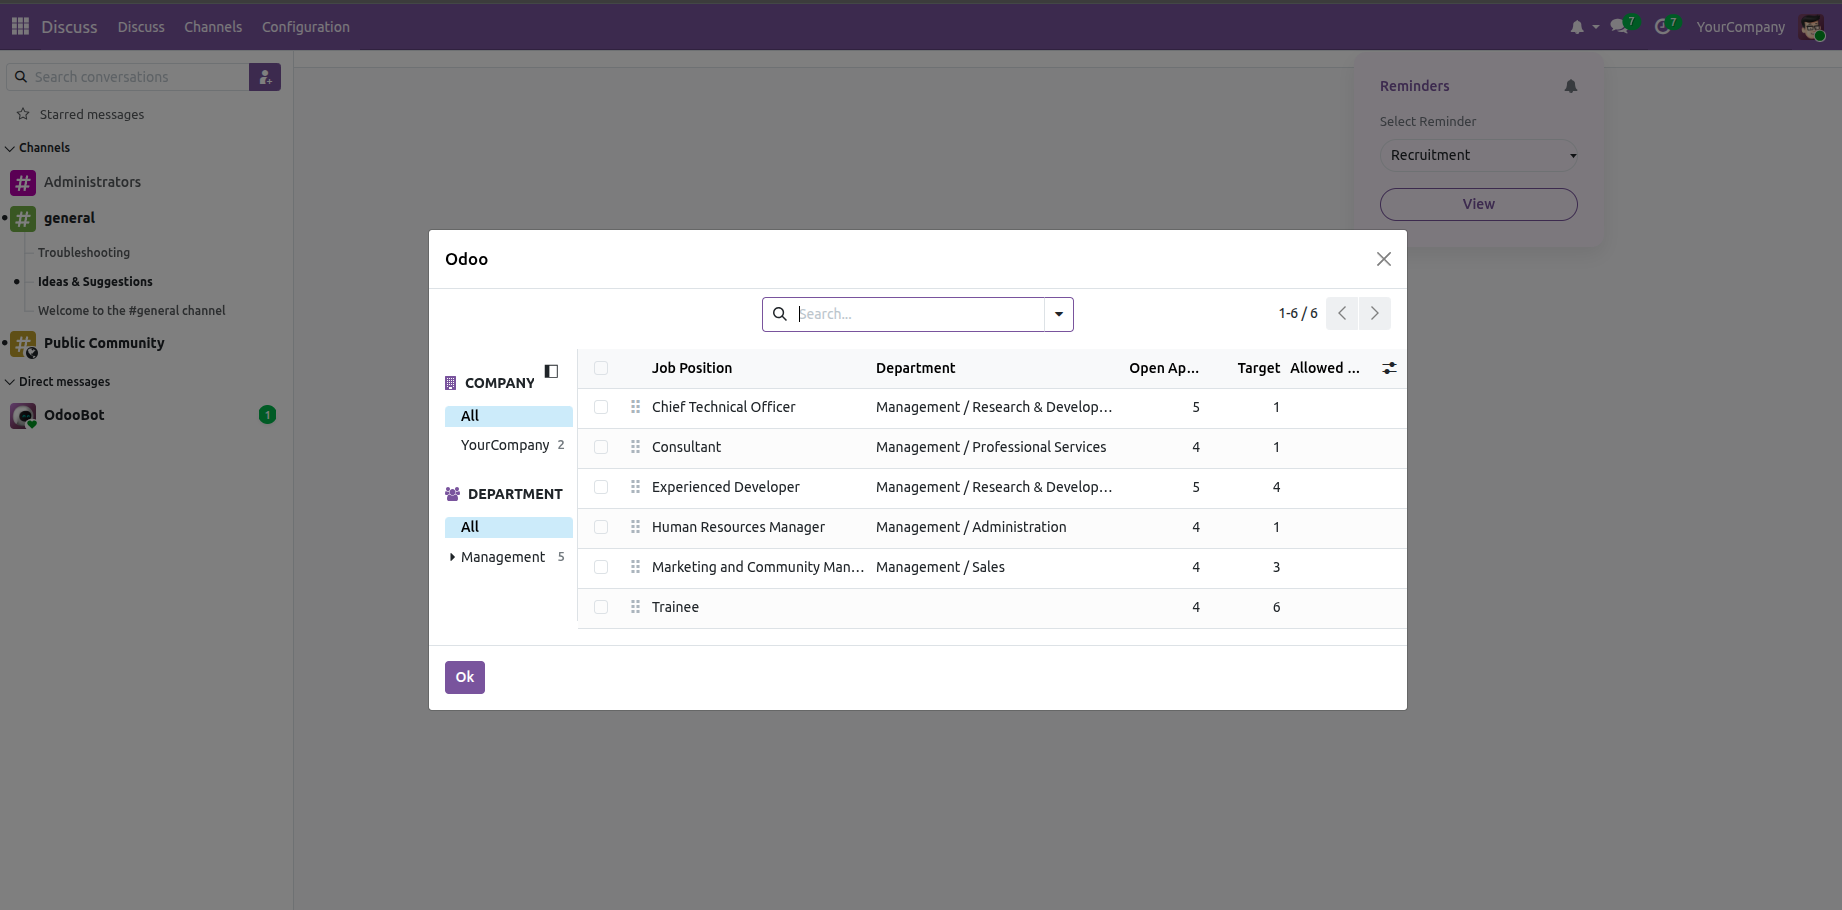 Discuss Discuss Channels Configuration 7 7 YourCompany
Search conversations
Starred messages
Channels
Administrators
general
Troubleshooting
Ideas & Suggestions
Welcome to the #general channel
Public Community
Direct messages
OdooBot 1
Reminders
Select Reminder
Recruitment
View
Odoo
Search...
1-6 / 6
COMPANY
All
YourCompany 2
DEPARTMENT
All
Management 5
Job Position Department Open Ap... Target Allowed ...
Chief Technical Officer Management / Research & Develop... 5 1
Consultant Management / Professional Services 4 1
Experienced Developer Management / Research & Develop... 5 4
Human Resources Manager Management / Administration 4 1
Marketing and Community Man... Management / Sales 4 3
Trainee 4 6
Ok